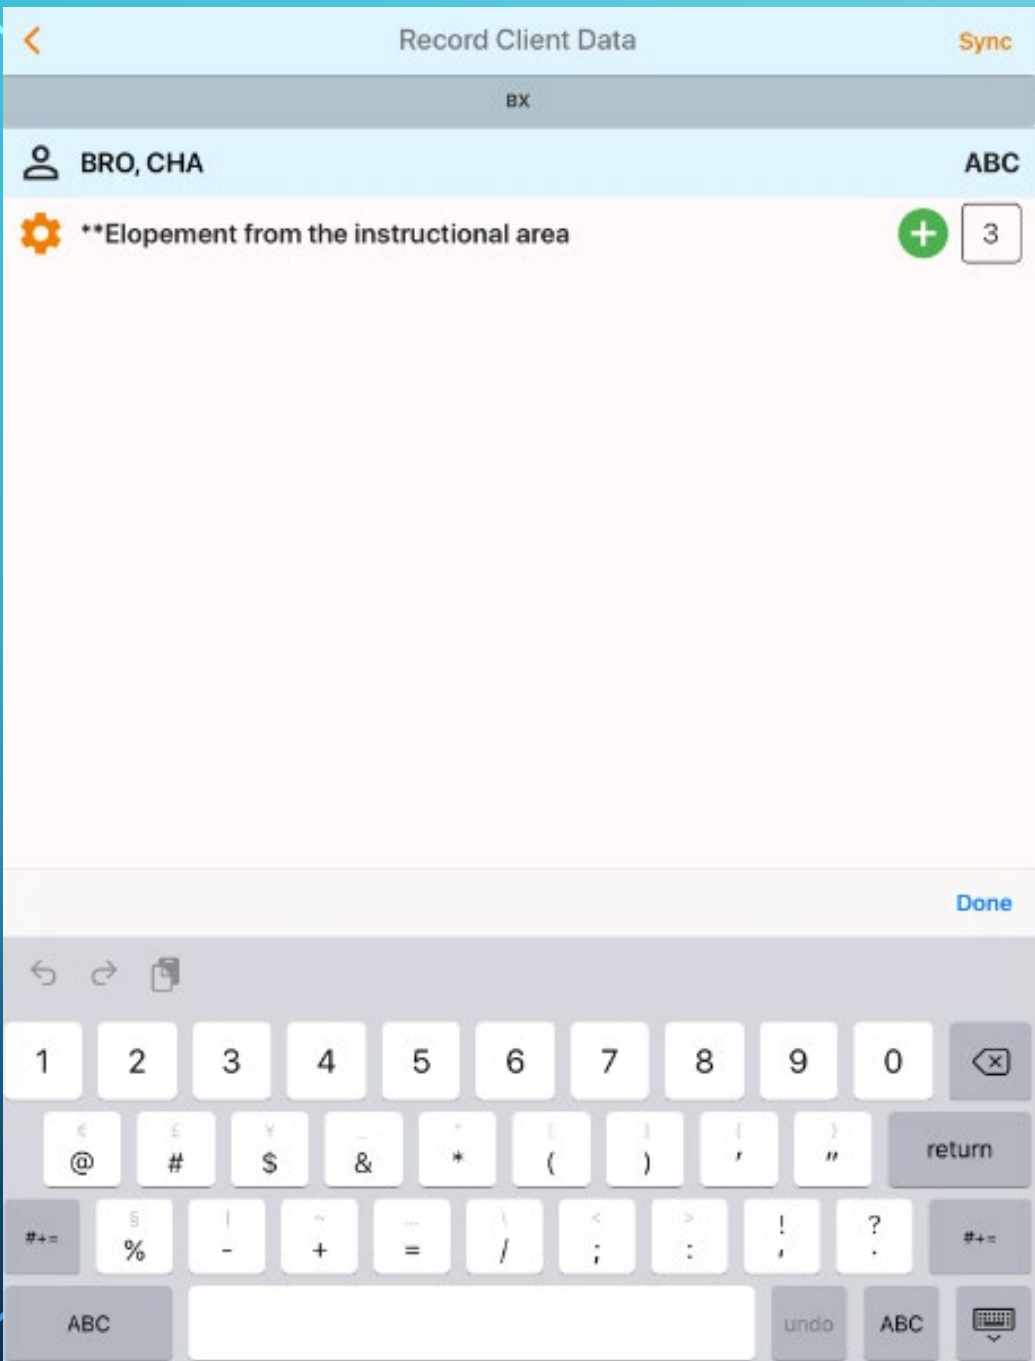 Record Client Data
Sync
BX
BRO, CHA
ABC
**Elopement from the instructional area
3
Done
1 2 3 4 5 6 7 8 9 0
€ £ ¥ _ ^ [ ] { }
@ # $ & * ( ) ' "
return
§ | ~ … \ < > ! ?
#+= % - + = / ; : , . #+=
ABC
undo
ABC